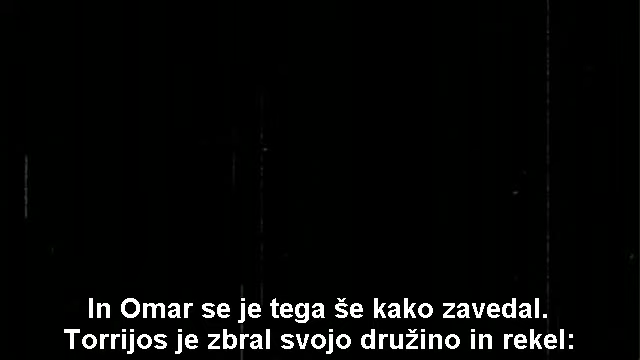 In Omar se je tega še kako zavedal.
Torrijos je zbral svojo družino in rekel: